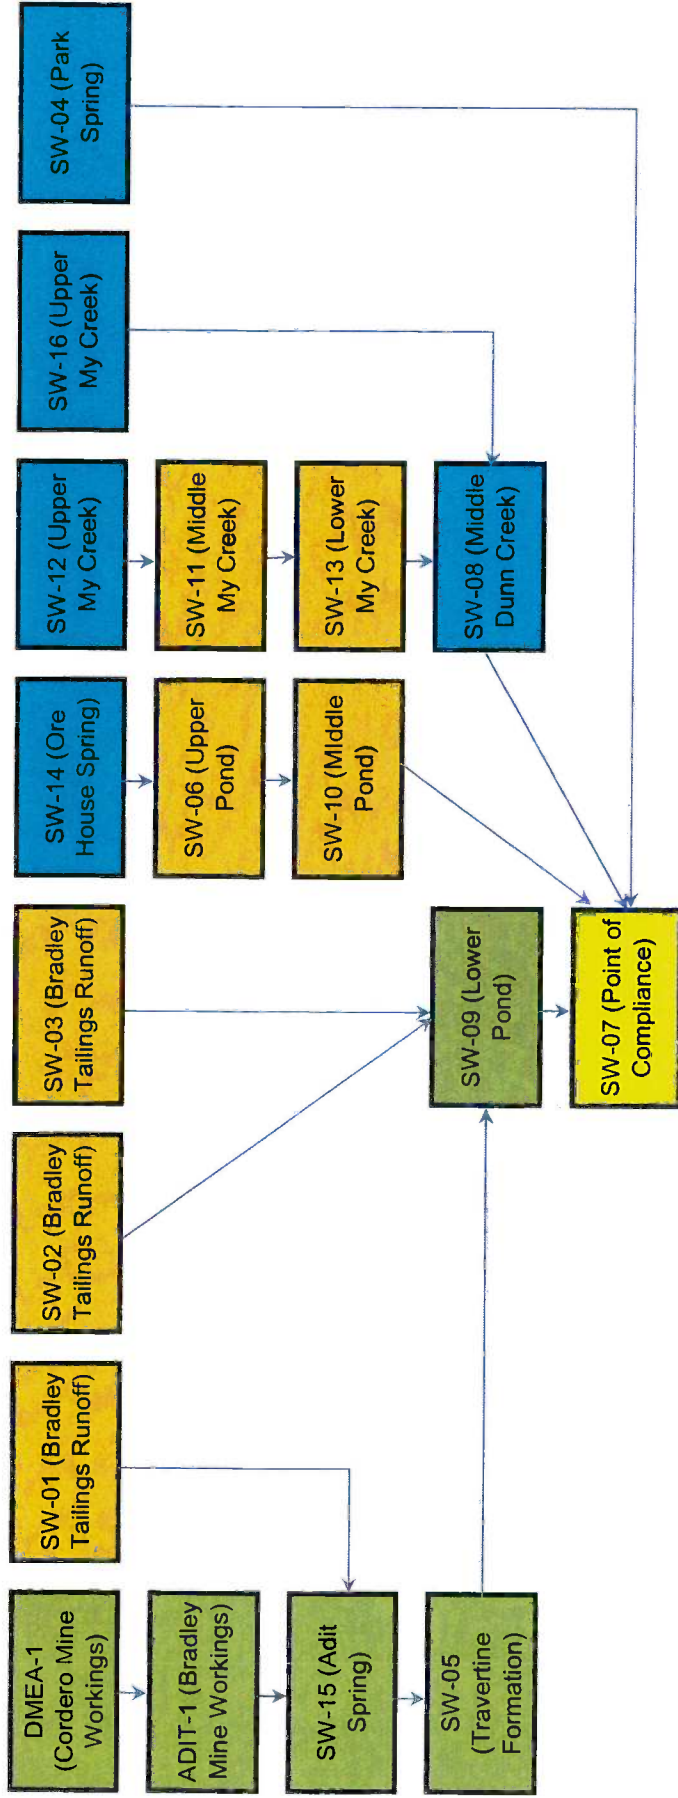 DMEA-1
(Cordero Mine
Workings)
ADIT-1 (Bradley
Mine Workings)
SW-15 (Adit
Spring)
SW-05
(Travertine
Formation)
SW-01 (Bradley
Tailings Runoff)
SW-02 (Bradley
Tailings Runoff)
SW-03 (Bradley
Tailings Runoff)
SW-09 (Lower
Pond)
SW-07 (Point of
Compliance)
SW-14 (Ore
House Spring)
SW-06 (Upper
Pond)
SW-10 (MIddle
Pond)
SW-12 (Upper
My Creek)
SW-11 (Middle
My Creek)
SW-13 (Lower
My Creek)
SW-08 (Middle
Dunn Creek)
SW-16 (Upper
My Creek)
SW-04 (Park
Spring)